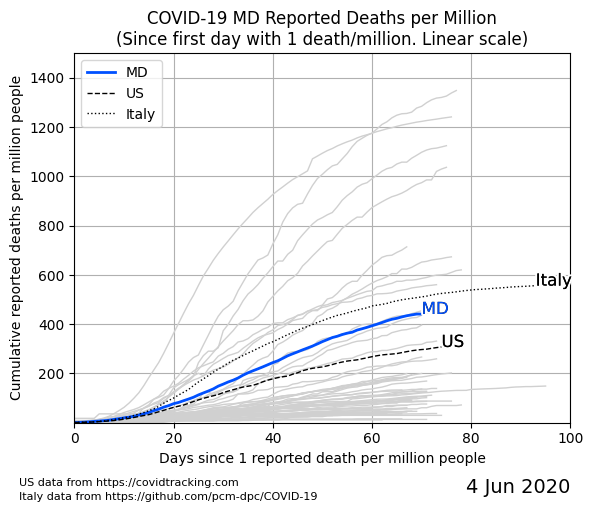 COVID-19 MD Reported Deaths per Million
(Since first day with 1 death/million. Linear scale)
Cumulative reported deaths per million people
1400
1200
1000
800
600
400
200
MD
US
Italy
Italy
MD
US
0
20
40
60
80
100
Days since 1 reported death per million people
US data from https://covidtracking.com
Italy data from https://github.com/pcm-dpc/COVID-19
4 Jun 2020